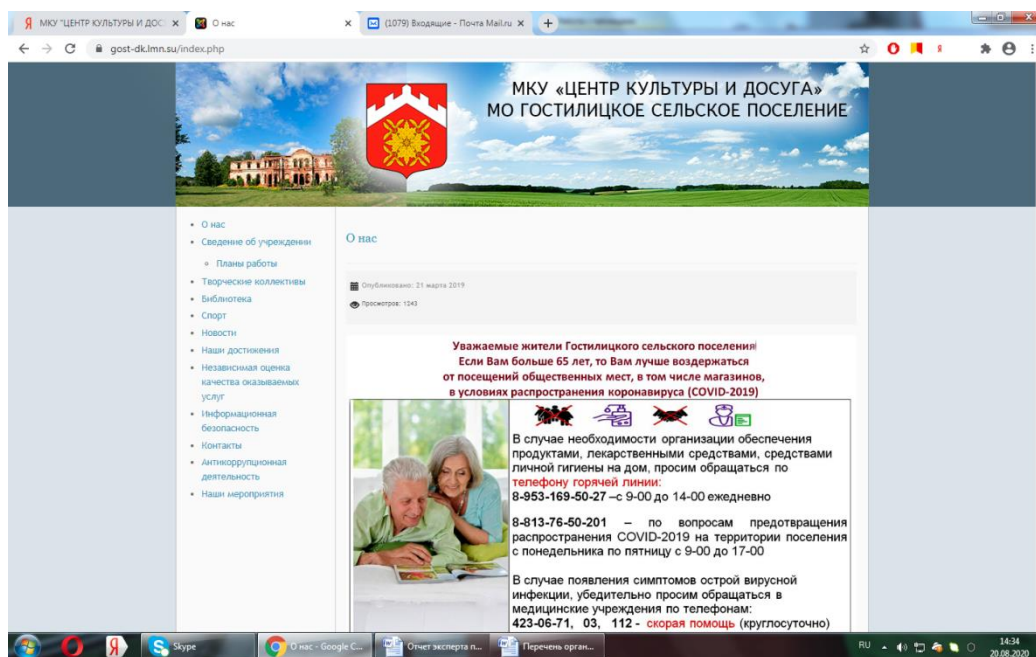 МКУ "ЦЕНТР КУЛЬТУРЫ И ДОС
О нас
(1079) Входящие - Почта Mail.ru
gost-dk.lmn.su/index.php
МКУ «ЦЕНТР КУЛЬТУРЫ И ДОСУГА»
МО ГОСТИЛИЦКОЕ СЕЛЬСКОЕ ПОСЕЛЕНИЕ
О нас
Сведение об учреждении
Планы работы
Творческие коллективы
Библиотека
Спорт
Новости
Наши достижения
Независимая оценка
качества оказываемых
услуг
Информационная
безопасность
Контакты
Антикоррупционная
деятельность
Наши мероприятия
О нас
Опубликовано: 21 марта 2019
Просмотров: 1243
Уважаемые жители Гостилицкого сельского поселения
Если Вам больше 65 лет, то Вам лучше воздержаться
от посещений общественных мест, в том числе магазинов,
в условиях распространения коронавируса (COVID-2019)
В случае необходимости организации обеспечения
продуктами, лекарственными средствами, средствами
личной гигиены на дом, просим обращаться по
телефону горячей линии:
8-953-169-50-27 –с 9-00 до 14-00 ежедневно
8-813-76-50-201 – по вопросам предотвращения
распространения COVID-2019 на территории поселения
с понедельника по пятницу с 9-00 до 17-00
В случае появления симптомов острой вирусной
инфекции, убедительно просим обращаться в
медицинские учреждения по телефонам:
423-06-71, 03, 112 - скорая помощь (круглосуточно)
Skype
О нас - Google C...
Отчет эксперта п...
Перечень орган...
RU
14:34
20.08.2020